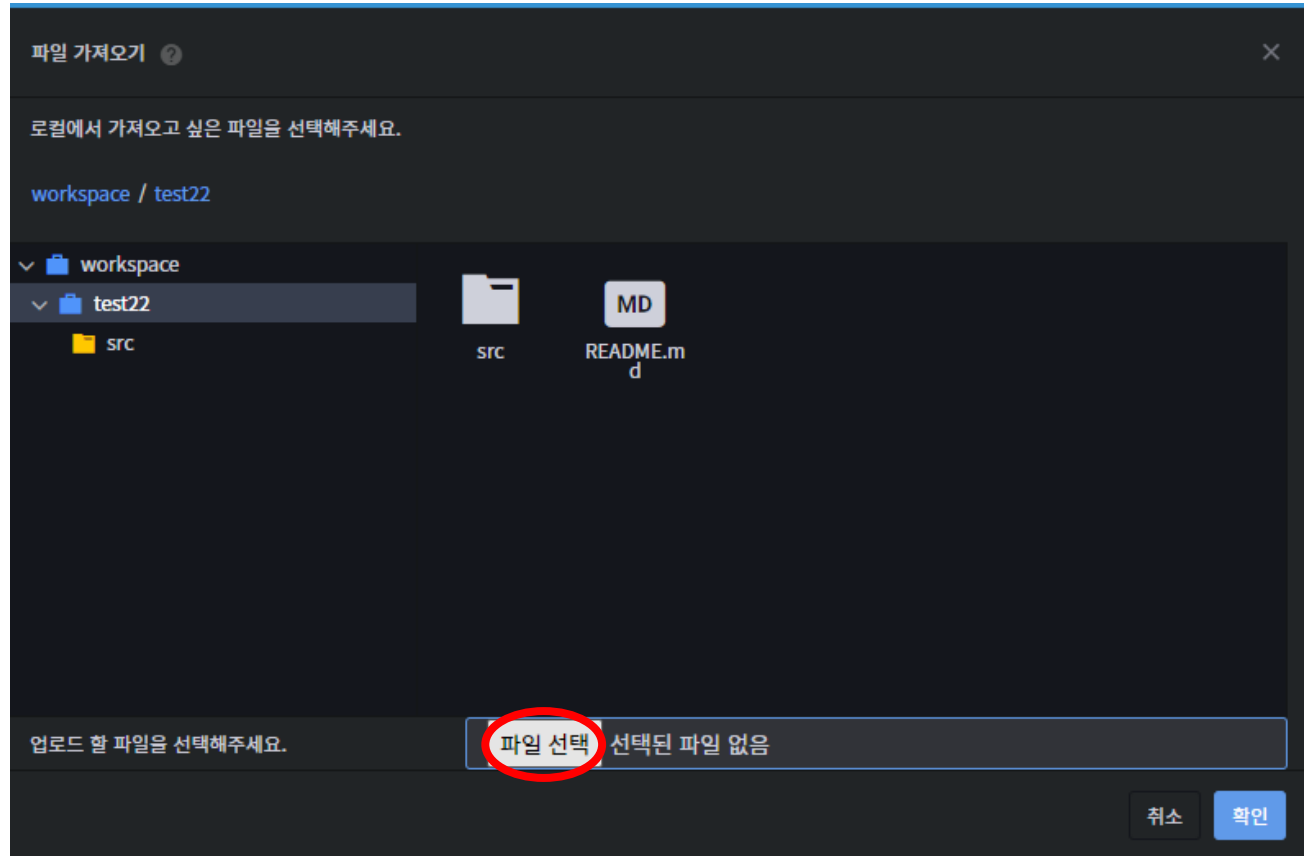 파일 가져오기 ?
로컬에서 가져오고 싶은 파일을 선택해주세요.
workspace / test22
workspace
test22
src
src
MD
README.m
d
업로드 할 파일을 선택해주세요.
파일 선택 선택된 파일 없음
취소 확인